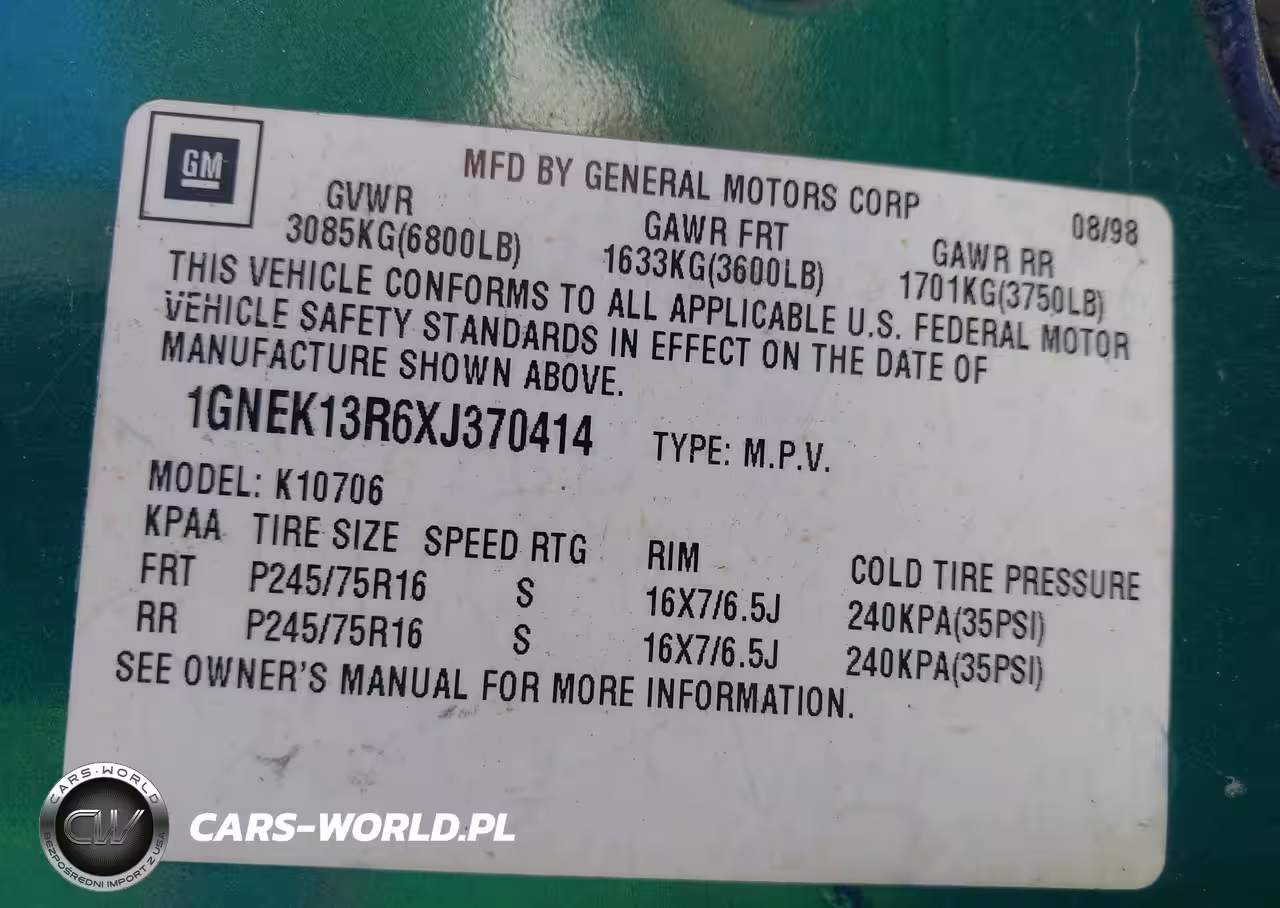 GM
MFD BY GENERAL MOTORS CORP
08/98
GVWR GAWR FRT GAWR RR
3085KG(6800LB) 1633KG(3600LB) 1701KG(3750LB)
THIS VEHICLE CONFORMS TO ALL APPLICABLE U.S. FEDERAL MOTOR
VEHICLE SAFETY STANDARDS IN EFFECT ON THE DATE OF
MANUFACTURE SHOWN ABOVE.
1GNEK13R6XJ370414 TYPE: M.P.V.
MODEL: K10706
KPAA TIRE SIZE SPEED RTG RIM COLD TIRE PRESSURE
FRT P245/75R16 S 16X7/6.5J 240KPA(35PSI)
RR P245/75R16 S 16X7/6.5J 240KPA(35PSI)
SEE OWNER'S MANUAL FOR MORE INFORMATION.
CARS-WORLD
CW
BEZPOŚREDNI IMPORT Z USA
CARS-WORLD.PL